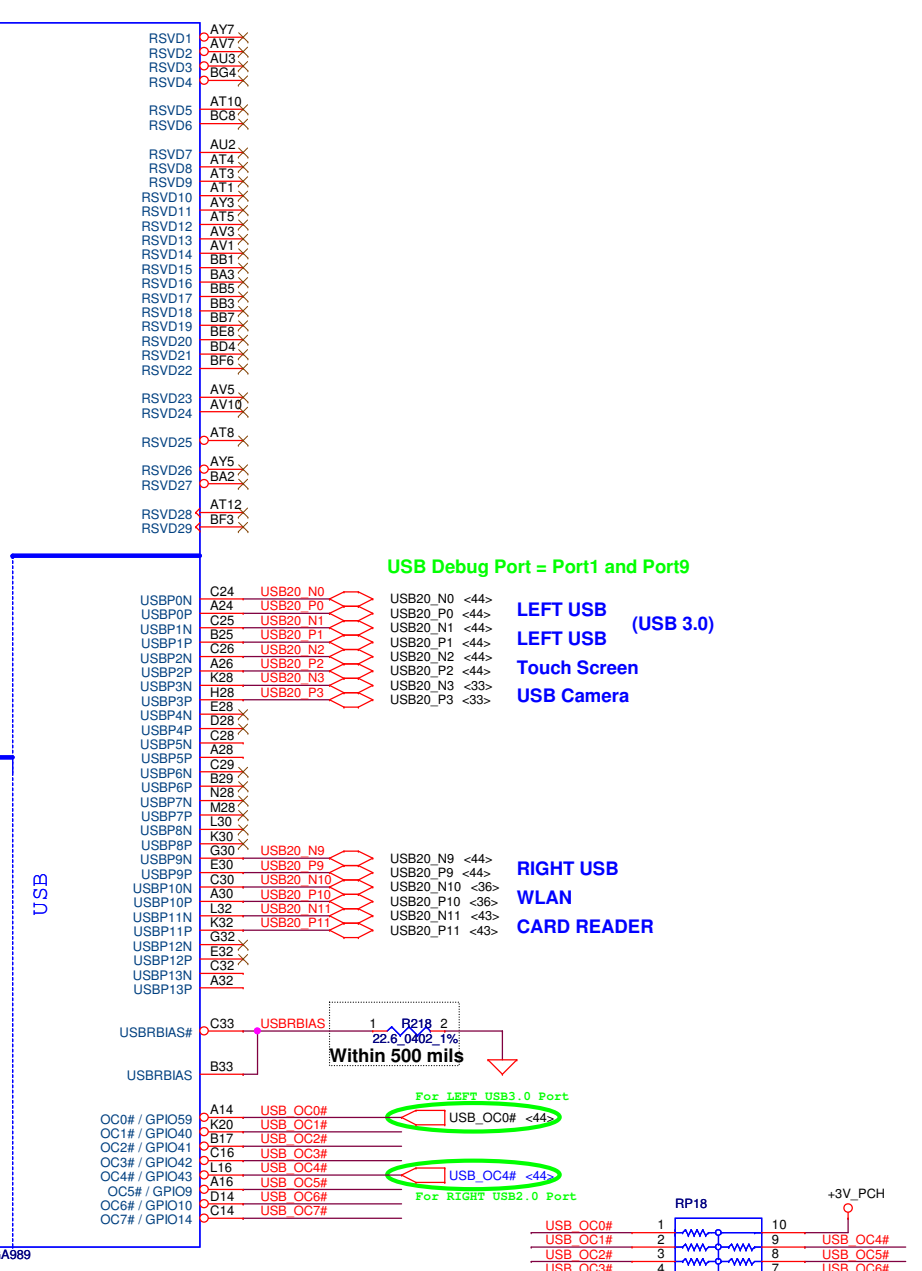 RSVD1 AY7
RSVD2 AV7
RSVD3 AU3
RSVD4 BG4
RSVD5 AT10
RSVD6 BC8
RSVD7 AU2
RSVD8 AT4
RSVD9 AT3
RSVD10 AT1
RSVD11 AY3
RSVD12 AT5
RSVD13 AV3
RSVD14 AV1
RSVD15 BB1
RSVD16 BA3
RSVD17 BB5
RSVD18 BB3
RSVD19 BB7
RSVD20 BE8
RSVD21 BD4
RSVD22 BF6
RSVD23 AV5
RSVD24 AV10
RSVD25 AT8
RSVD26 AY5
RSVD27 BA2
RSVD28 AT12
RSVD29 BF3
USB Debug Port = Port1 and Port9
USBP0N C24 USB20_N0 USB20_N0 <44>
USBP0P A24 USB20_P0 USB20_P0 <44> LEFT USB
USBP1N C25 USB20_N1 USB20_N1 <44> (USB 3.0)
USBP1P B25 USB20_P1 USB20_P1 <44> LEFT USB
USBP2N C26 USB20_N2 USB20_N2 <44>
USBP2P A26 USB20_P2 USB20_P2 <44> Touch Screen
USBP3N K28 USB20_N3 USB20_N3 <33>
USBP3P H28 USB20_P3 USB20_P3 <33> USB Camera
USBP4N E28
USBP4P D28
USBP5N C28
USBP5P A28
USBP6N C29
USBP6P B29
USBP7N N28
USBP7P M28
USBP8N L30
USBP8P K30
USBP9N G30 USB20_N9 USB20_N9 <44>
USBP9P E30 USB20_P9 USB20_P9 <44> RIGHT USB
USBP10N C30 USB20_N10 USB20_N10 <36>
USBP10P A30 USB20_P10 USB20_P10 <36> WLAN
USBP11N L32 USB20_N11 USB20_N11 <43>
USBP11P K32 USB20_P11 USB20_P11 <43> CARD READER
USBP12N G32
USBP12P E32
USBP13N C32
USBP13P A32
USB
USBRBIAS# C33 USBRBIAS 1 R218 2
22.6_0402_1%
Within 500 mils
USBRBIAS B33
For LEFT USB3.0 Port
OC0# / GPIO59 A14 USB_OC0# USB_OC0# <44>
OC1# / GPIO40 K20 USB_OC1#
OC2# / GPIO41 B17 USB_OC2#
OC3# / GPIO42 C16 USB_OC3#
OC4# / GPIO43 L16 USB_OC4# USB_OC4# <44>
OC5# / GPIO9 A16 USB_OC5#
OC6# / GPIO10 D14 USB_OC6#
OC7# / GPIO14 C14 USB_OC7#
For RIGHT USB2.0 Port
A989
RP18 +3V_PCH
USB_OC0# 1 10
USB_OC1# 2 9 USB_OC4#
USB_OC2# 3 8 USB_OC5#
USB_OC3# 4 7 USB_OC6#